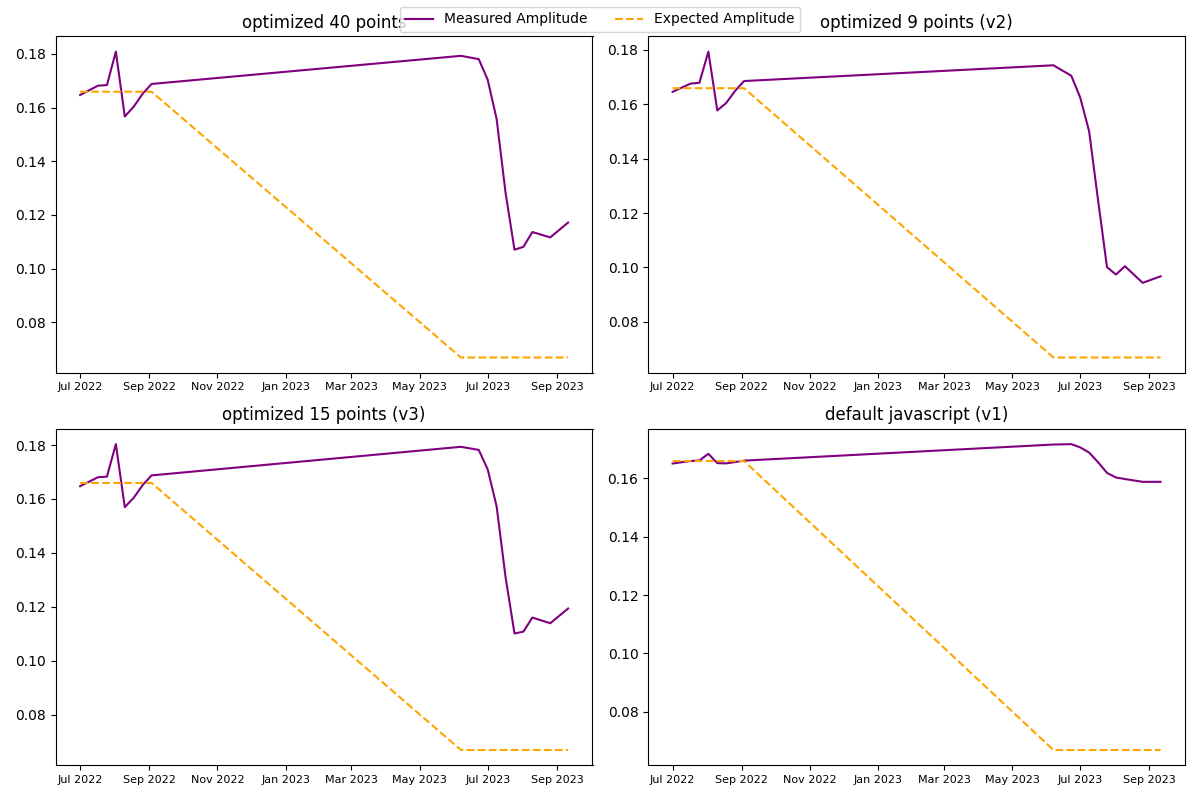 Measured Amplitude Expected Amplitude
optimized 40 points
0.18
0.16
0.14
0.12
0.10
0.08
Jul 2022 Sep 2022 Nov 2022 Jan 2023 Mar 2023 May 2023 Jul 2023 Sep 2023
optimized 9 points (v2)
0.18
0.16
0.14
0.12
0.10
0.08
Jul 2022 Sep 2022 Nov 2022 Jan 2023 Mar 2023 May 2023 Jul 2023 Sep 2023
optimized 15 points (v3)
0.18
0.16
0.14
0.12
0.10
0.08
Jul 2022 Sep 2022 Nov 2022 Jan 2023 Mar 2023 May 2023 Jul 2023 Sep 2023
default javascript (v1)
0.16
0.14
0.12
0.10
0.08
Jul 2022 Sep 2022 Nov 2022 Jan 2023 Mar 2023 May 2023 Jul 2023 Sep 2023